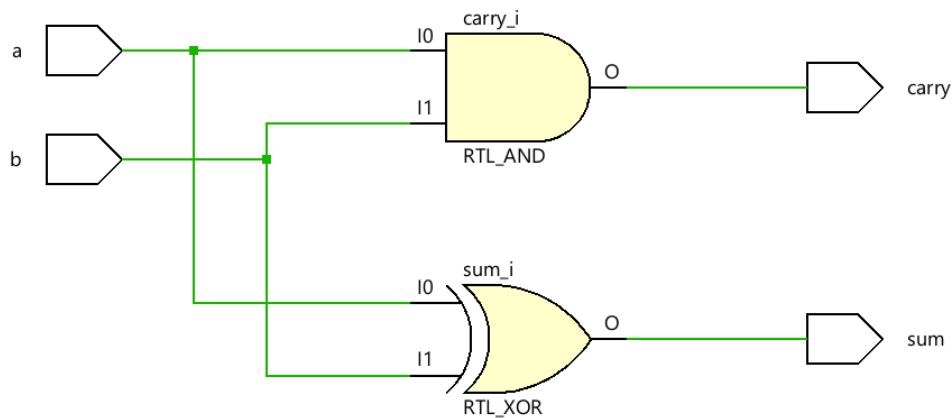 carry_i
a
I0
O
carry
I1
b
RTL_AND
sum_i
I0
O
sum
I1
RTL_XOR